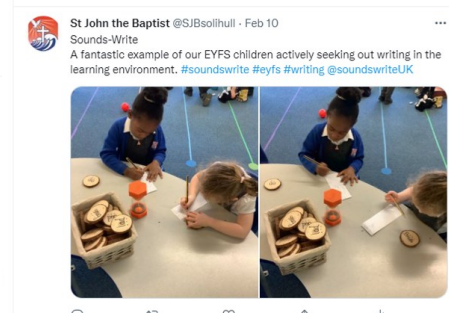 St John the Baptist @SJBsolihull · Feb 10
Sounds-Write
A fantastic example of our EYFS children actively seeking out writing in the
learning environment. #soundswrite #eyfs #writing @soundswriteUK